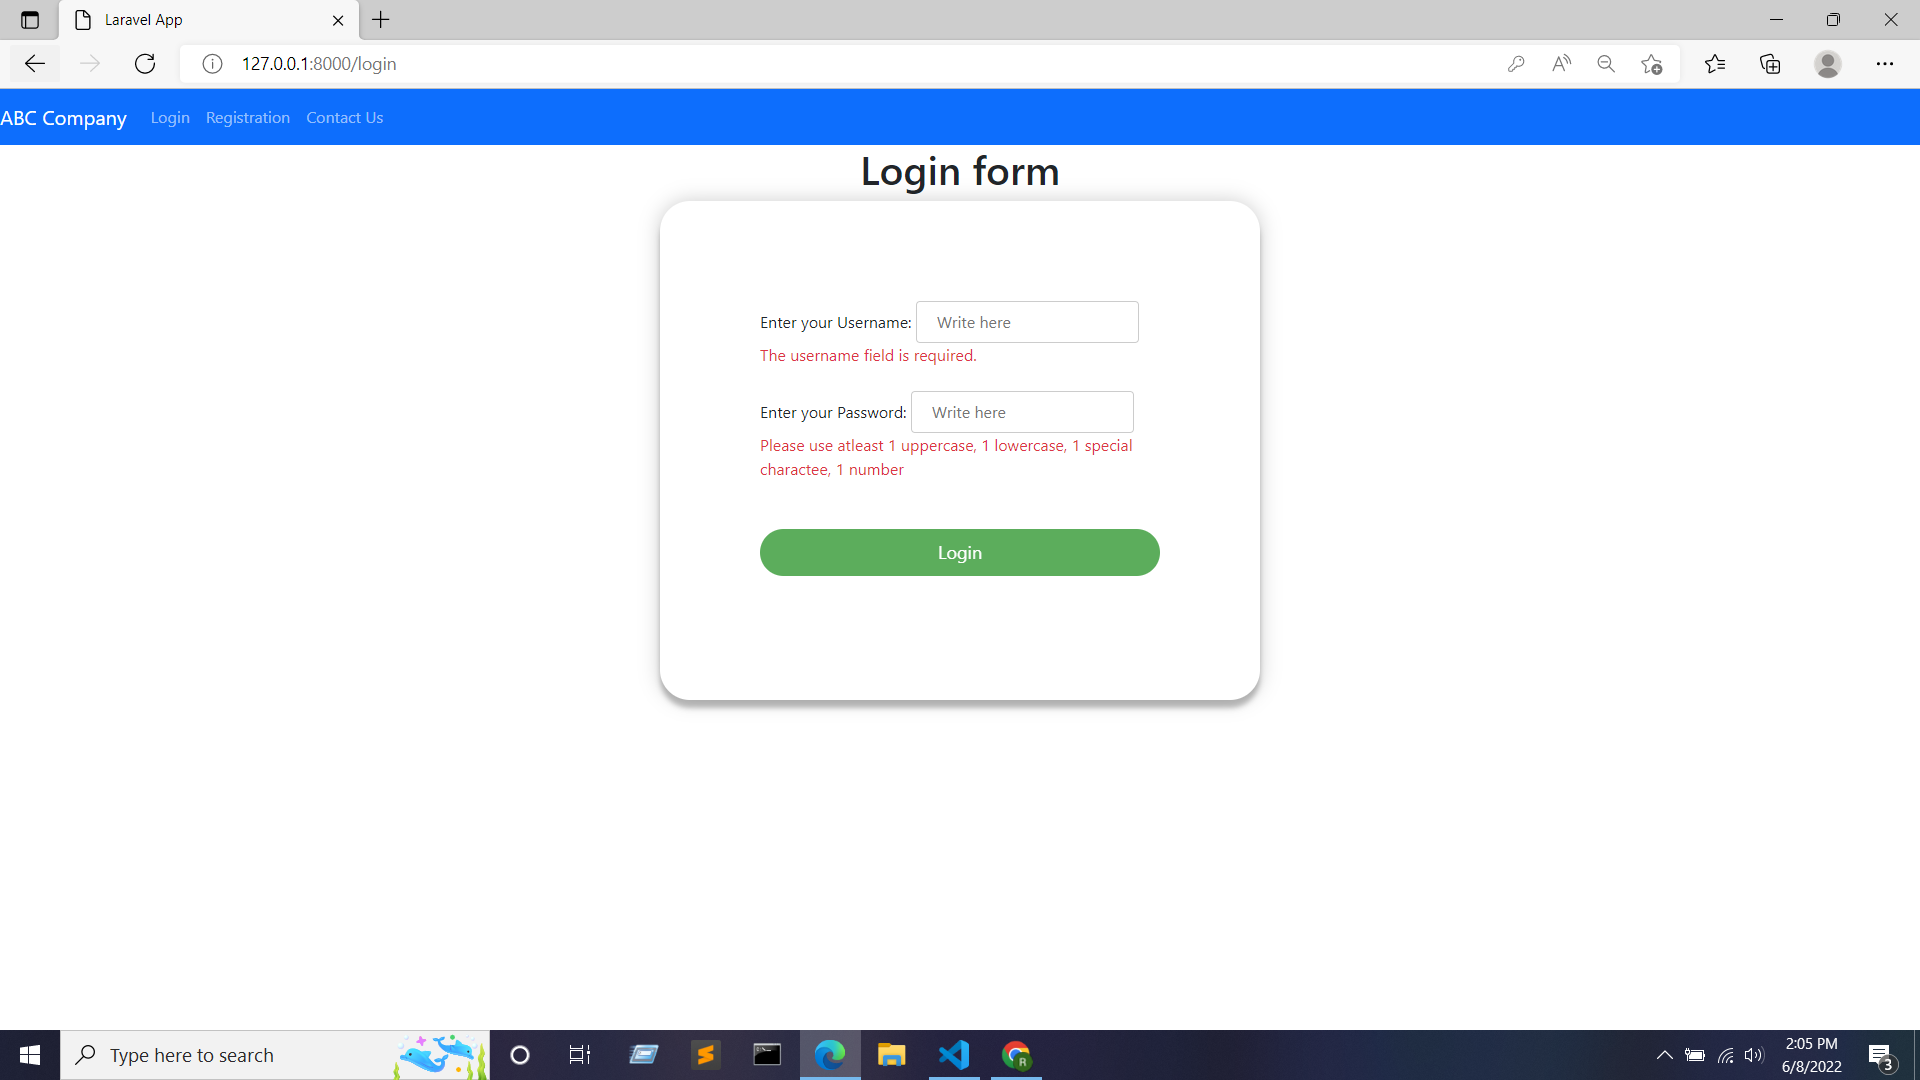 Laravel App
127.0.0.1:8000/login
ABC Company Login Registration Contact Us
Login form
Enter your Username: Write here
The username field is required.
Enter your Password: Write here
Please use atleast 1 uppercase, 1 lowercase, 1 special
charactee, 1 number
Login
Type here to search
R
2:05 PM
6/8/2022
3